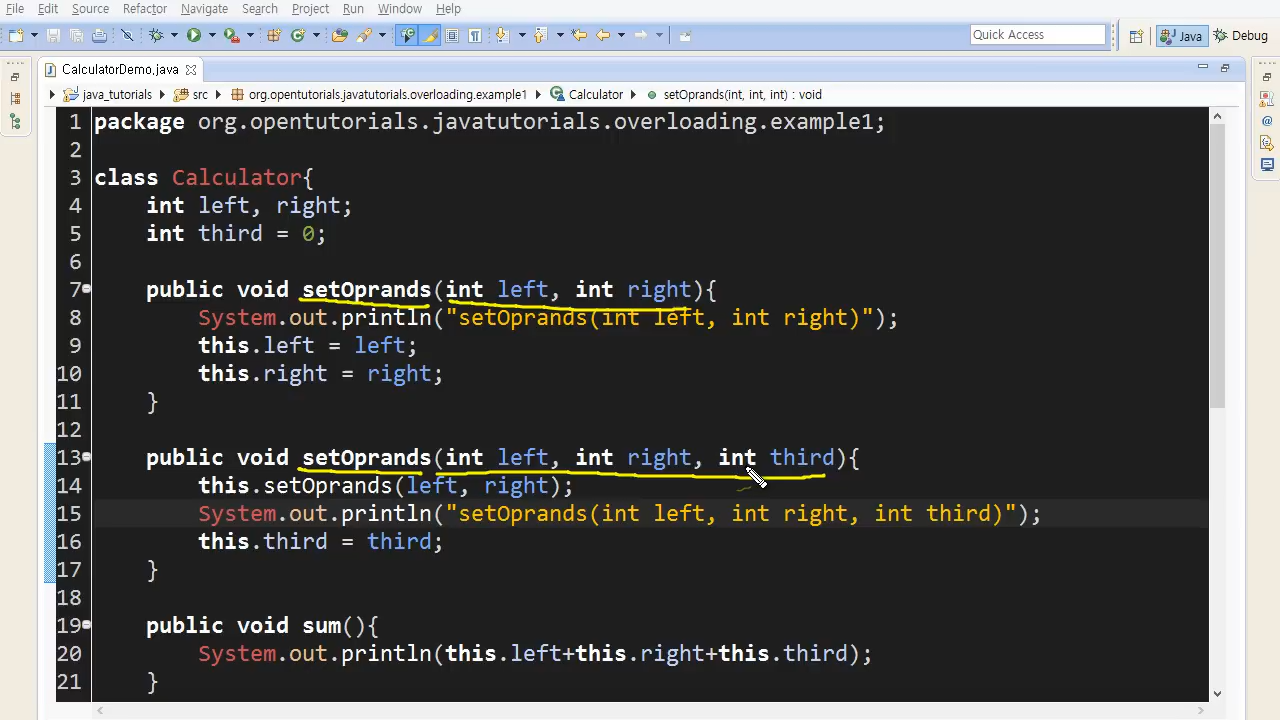 File Edit Source Refactor Navigate Search Project Run Window Help
Quick Access Java Debug
CalculatorDemo.java
java_tutorials src org.opentutorials.javatutorials.overloading.example1 Calculator setOprands(int, int, int) : void
1 package org.opentutorials.javatutorials.overloading.example1;
2
3 class Calculator{
4 int left, right;
5 int third = 0;
6
7 public void setOprands(int left, int right){
8 System.out.println("setOprands(int left, int right)");
9 this.left = left;
10 this.right = right;
11 }
12
13 public void setOprands(int left, int right, int third){
14 this.setOprands(left, right);
15 System.out.println("setOprands(int left, int right, int third)");
16 this.third = third;
17 }
18
19 public void sum(){
20 System.out.println(this.left+this.right+this.third);
21 }